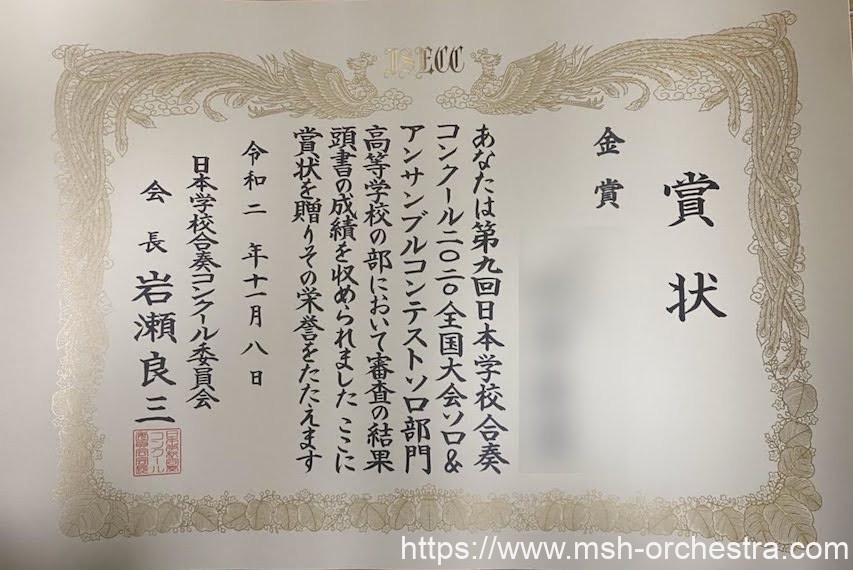 JSECC
賞状
金賞
あなたは第九回日本学校合奏
コンクール二〇二〇全国大会ソロ&
アンサンブルコンテストソロ部門
高等学校の部において審査の結果
頭書の成績を収められました ここに
賞状を贈りその栄誉をたたえます
令和二 年十一月 八 日
日本学校合奏コンクール委員会
会長 岩瀬良三
https://www.msh-orchestra.com